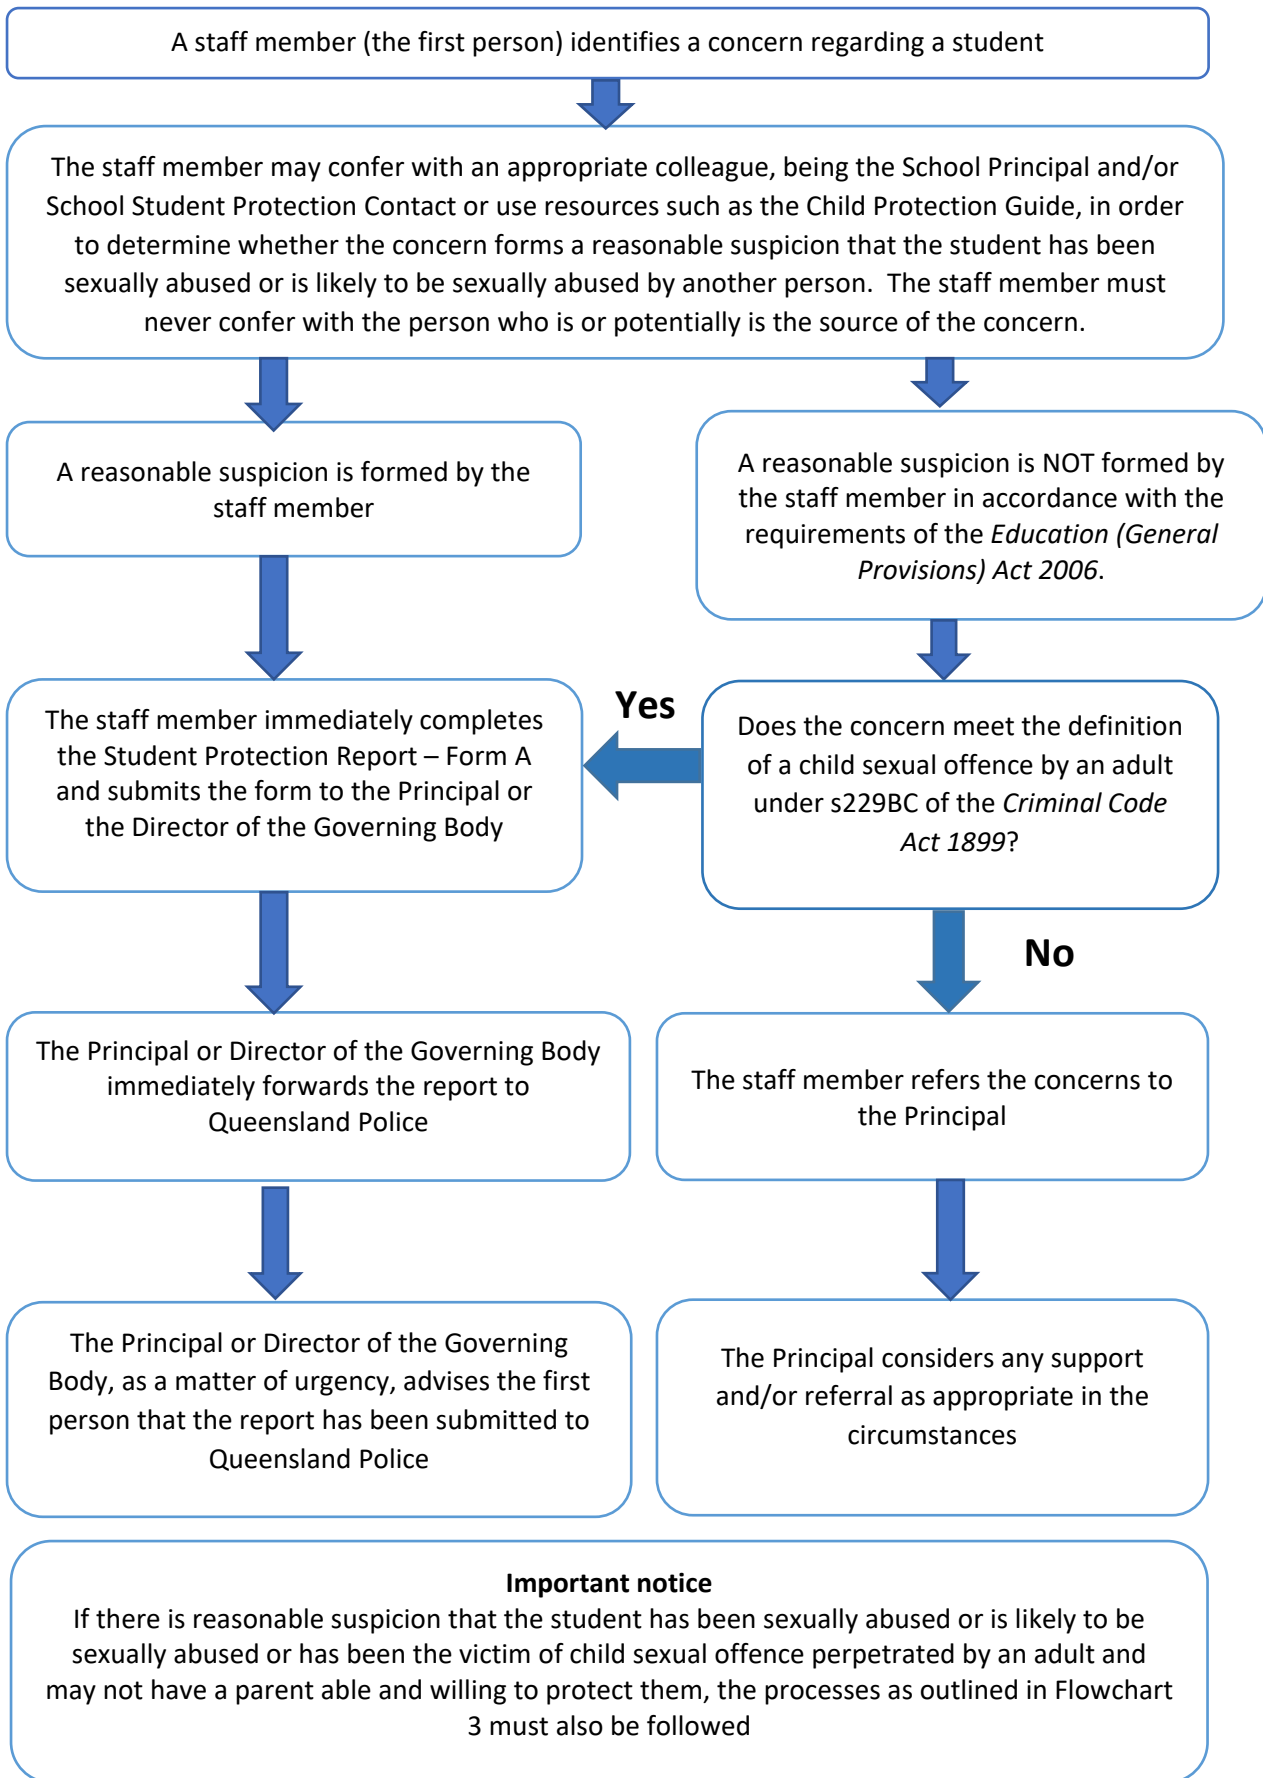 A staff member (the first person) identifies a concern regarding a student
The staff member may confer with an appropriate colleague, being the School Principal and/or
School Student Protection Contact or use resources such as the Child Protection Guide, in order
to determine whether the concern forms a reasonable suspicion that the student has been
sexually abused or is likely to be sexually abused by another person.  The staff member must
never confer with the person who is or potentially is the source of the concern.
A reasonable suspicion is formed by the
staff member
A reasonable suspicion is NOT formed by
the staff member in accordance with the
requirements of the Education (General
Provisions) Act 2006.
The staff member immediately completes
the Student Protection Report – Form A
and submits the form to the Principal or
the Director of the Governing Body
Yes
Does the concern meet the definition
of a child sexual offence by an adult
under s229BC of the Criminal Code
Act 1899?
No
The Principal or Director of the Governing Body
immediately forwards the report to
Queensland Police
The staff member refers the concerns to
the Principal
The Principal or Director of the Governing
Body, as a matter of urgency, advises the first
person that the report has been submitted to
Queensland Police
The Principal considers any support
and/or referral as appropriate in the
circumstances
Important notice
If there is reasonable suspicion that the student has been sexually abused or is likely to be
sexually abused or has been the victim of child sexual offence perpetrated by an adult and
may not have a parent able and willing to protect them, the processes as outlined in Flowchart
3 must also be followed